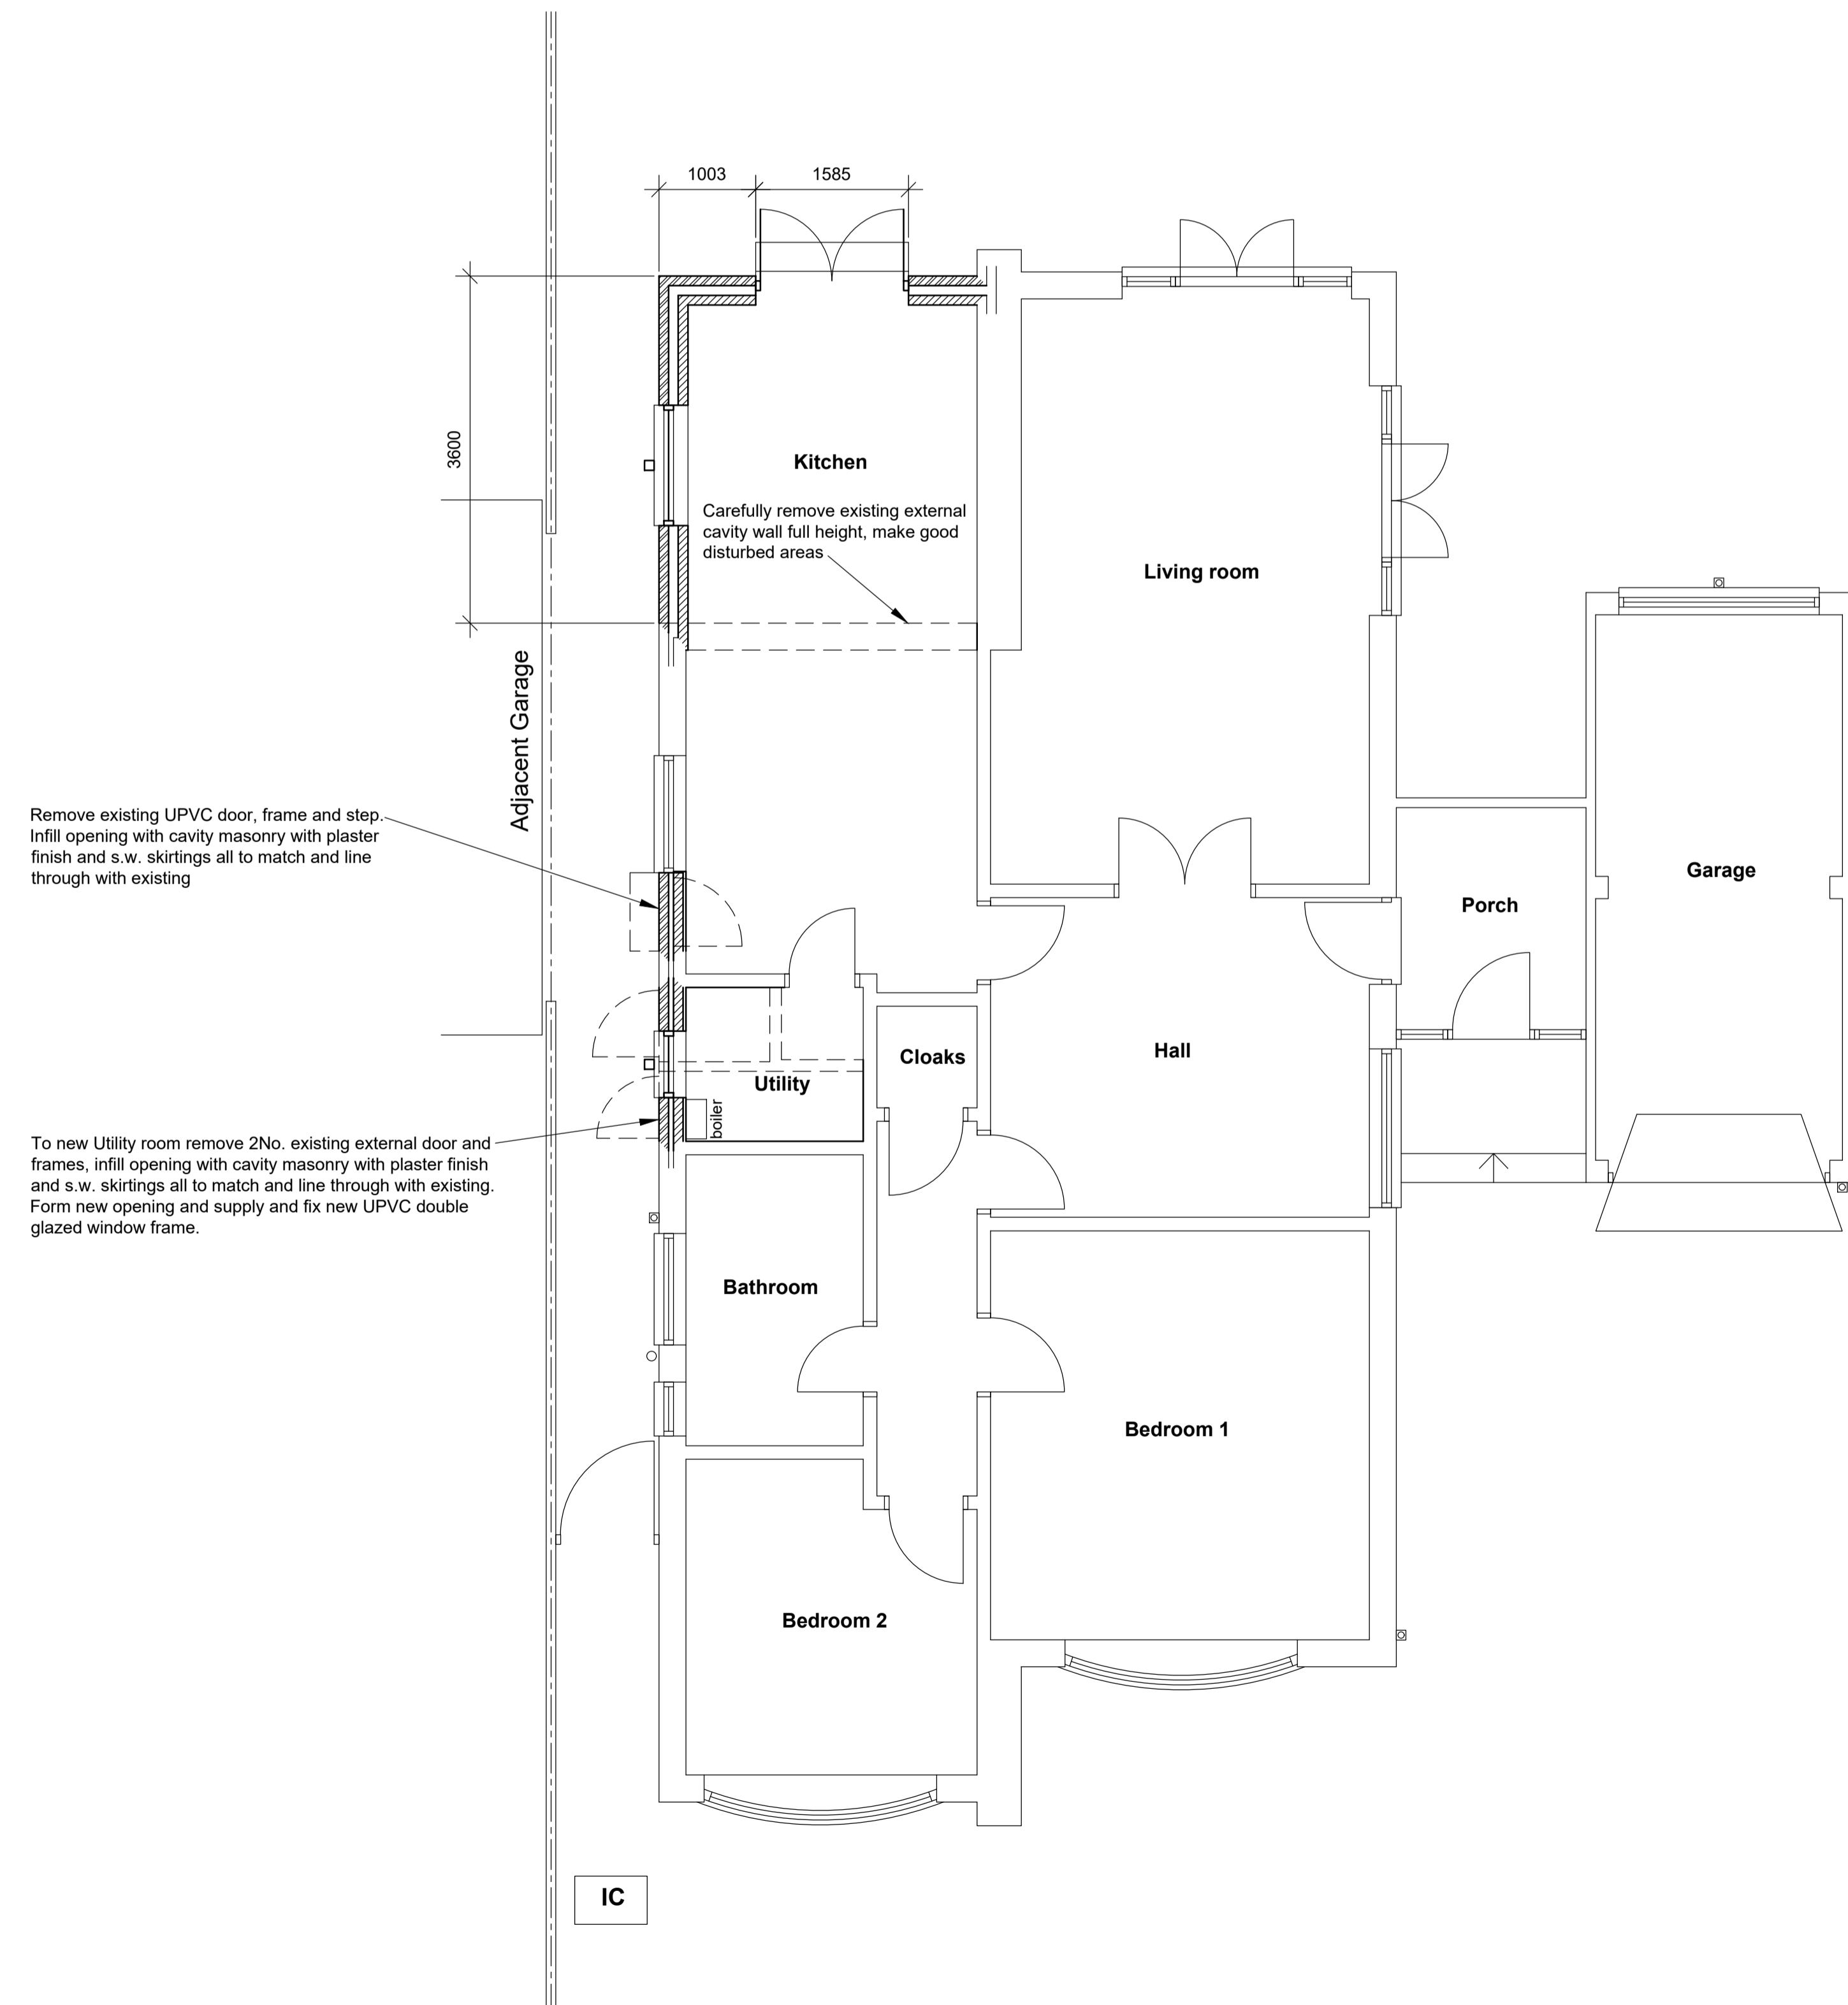 1003
1585
3600
Kitchen
Carefully remove existing external
cavity wall full height, make good
disturbed areas
Living room
Adjacent Garage
Remove existing UPVC door, frame and step.
Infill opening with cavity masonry with plaster
finish and s.w. skirtings all to match and line
through with existing
Garage
Porch
Hall
Cloaks
Utility
boiler
To new Utility room remove 2No. existing external door and
frames, infill opening with cavity masonry with plaster finish
and s.w. skirtings all to match and line through with existing.
Form new opening and supply and fix new UPVC double
glazed window frame.
Bathroom
Bedroom 1
Bedroom 2
IC